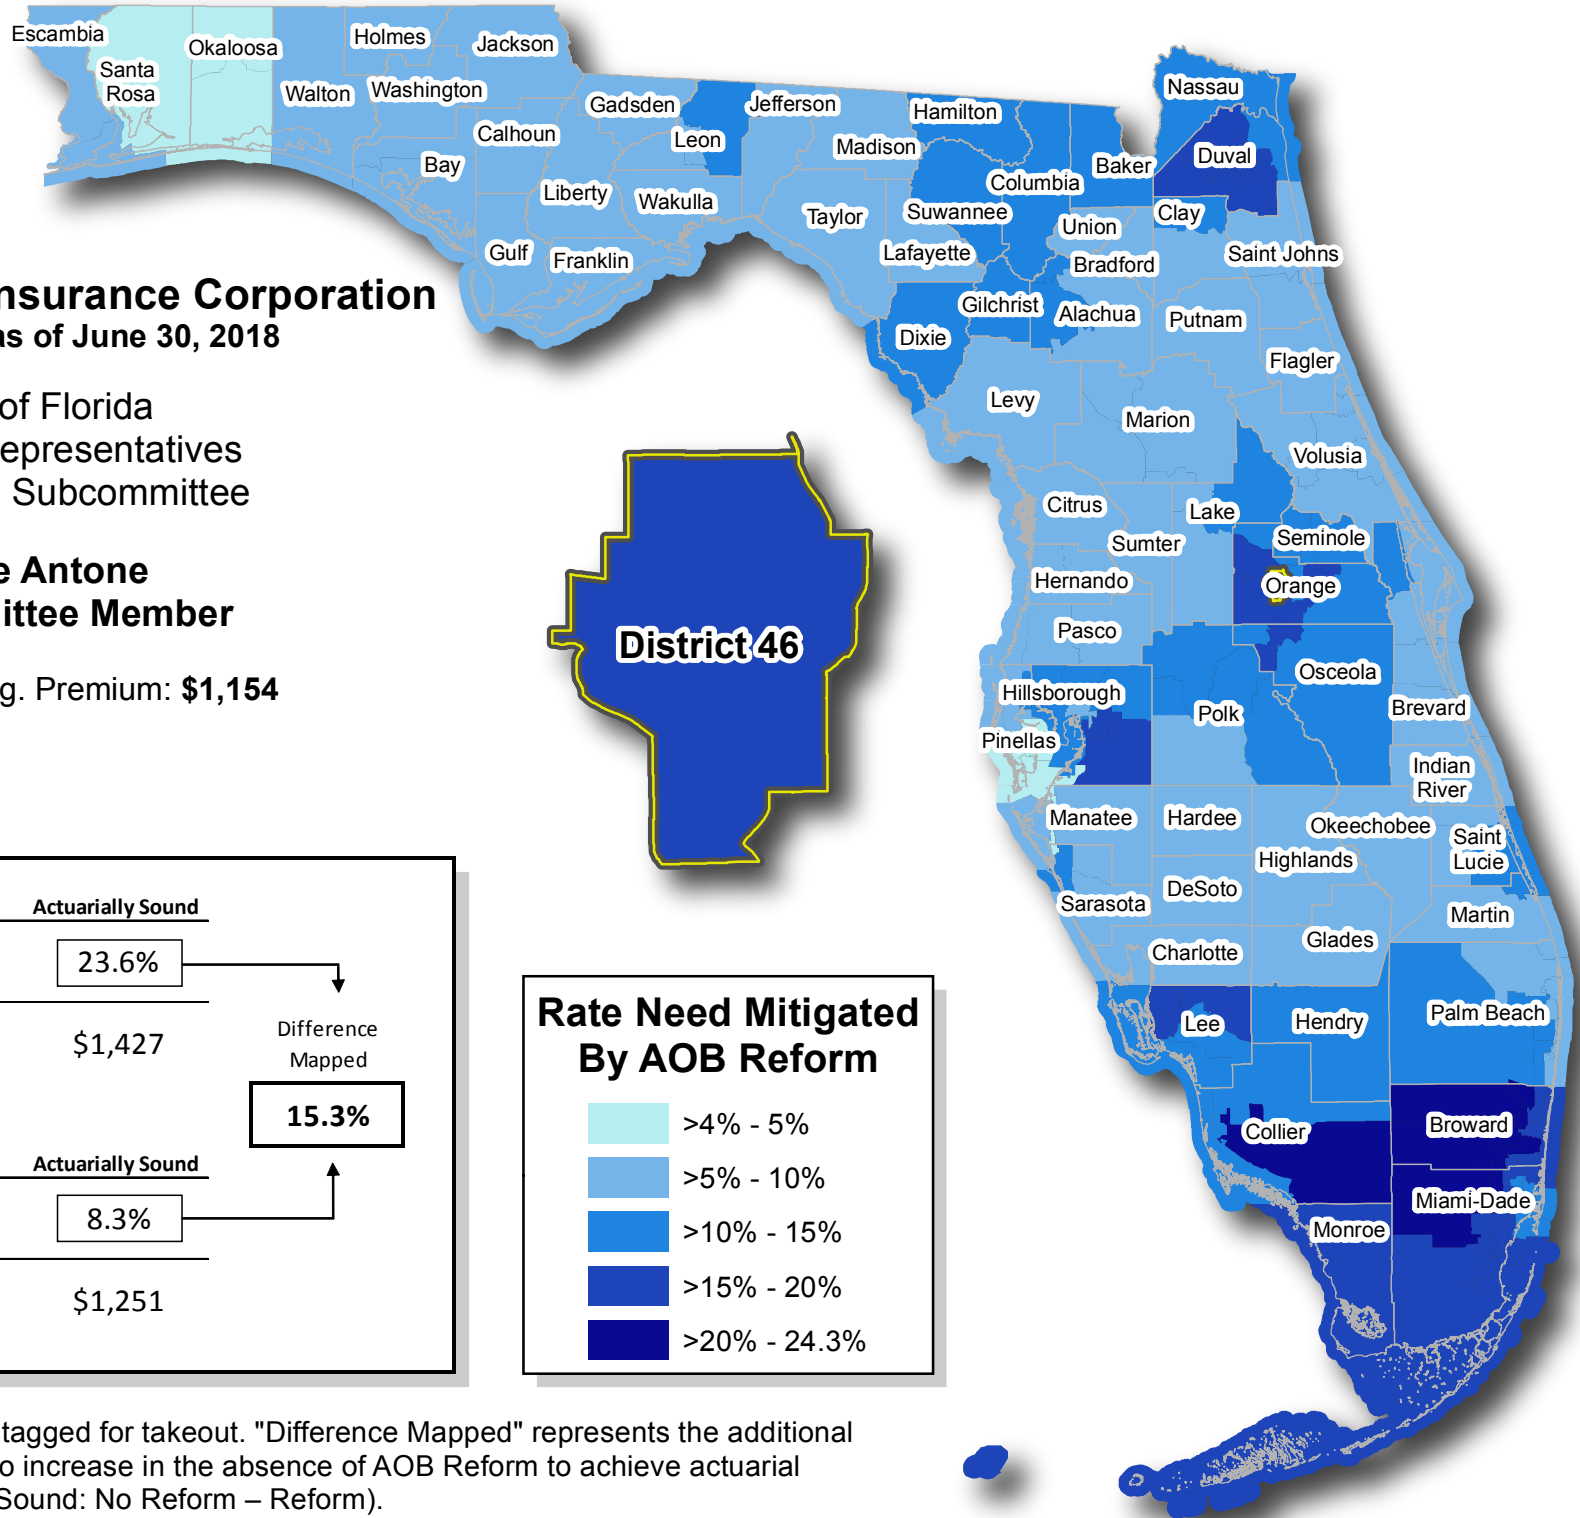 nsurance Corporation
as of June 30, 2018
of Florida
epresentatives
Subcommittee
e Antone
ittee Member
g. Premium: $1,154
Actuarially Sound
23.6%
$1,427
Difference
Mapped
15.3%
Actuarially Sound
8.3%
$1,251
tagged for takeout. "Difference Mapped" represents the additional
o increase in the absence of AOB Reform to achieve actuarial
Sound: No Reform – Reform).
District 46
Rate Need Mitigated
By AOB Reform
>4% - 5%
>5% - 10%
>10% - 15%
>15% - 20%
>20% - 24.3%
Escambia
Santa
Rosa
Okaloosa
Walton
Holmes
Washington
Jackson
Bay
Calhoun
Gulf
Liberty
Franklin
Gadsden
Leon
Wakulla
Jefferson
Madison
Taylor
Hamilton
Suwannee
Lafayette
Columbia
Baker
Nassau
Duval
Clay
Union
Bradford
Saint Johns
Gilchrist
Alachua
Putnam
Dixie
Flagler
Levy
Marion
Volusia
Citrus
Lake
Sumter
Seminole
Hernando
Orange
Pasco
Osceola
Hillsborough
Polk
Brevard
Pinellas
Indian
River
Manatee
Hardee
Okeechobee
Saint
Lucie
Highlands
Sarasota
DeSoto
Martin
Charlotte
Glades
Lee
Hendry
Palm Beach
Collier
Broward
Miami-Dade
Monroe